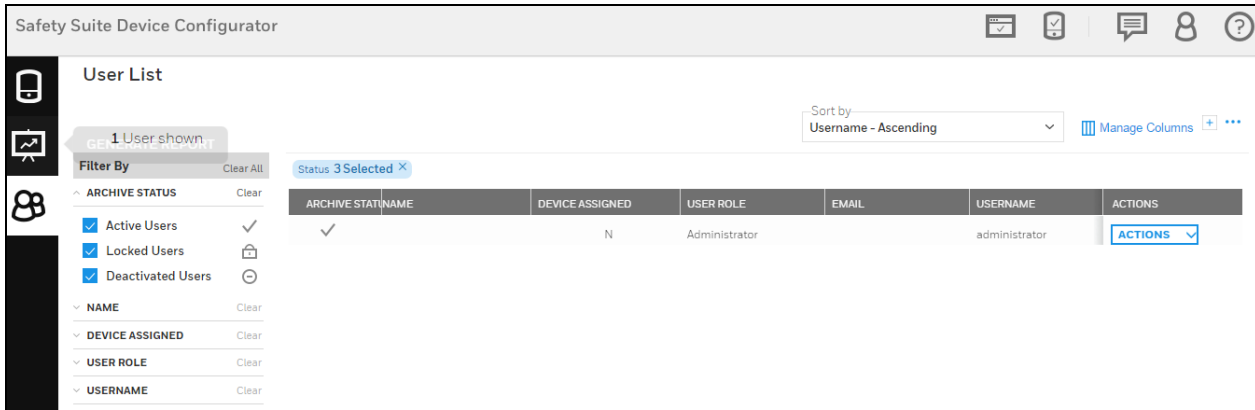 Safety Suite Device Configurator
User List
Sort by
Username - Ascending
Manage Columns
1 User shown
GENERATE REPORT
Filter By Clear All
Status 3 Selected
ARCHIVE STATUS Clear
ARCHIVE STATU NAME DEVICE ASSIGNED USER ROLE EMAIL USERNAME ACTIONS
Active Users
N Administrator administrator ACTIONS
Locked Users
Deactivated Users
NAME Clear
DEVICE ASSIGNED Clear
USER ROLE Clear
USERNAME Clear